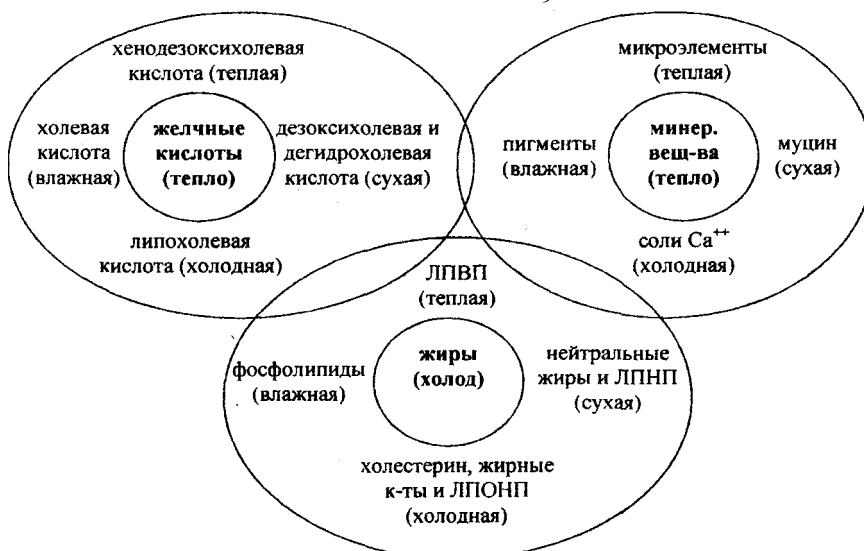 хенодезоксихолевая
кислота (теплая)
холевая
кислота
(влажная)
желчные
кислоты
(тепло)
дезоксихолевая и
дегидрохолевая
кислота (сухая)
липохолевая
кислота (холодная)
микроэлементы
(теплая)
пигменты
(влажная)
минер.
вещ-ва
(тепло)
муцин
(сухая)
соли Ca⁺⁺
(холодная)
ЛПВП
(теплая)
фосфолипиды
(влажная)
жиры
(холод)
нейтральные
жиры и ЛПНП
(сухая)
холестерин, жирные
к-ты и ЛПОНП
(холодная)